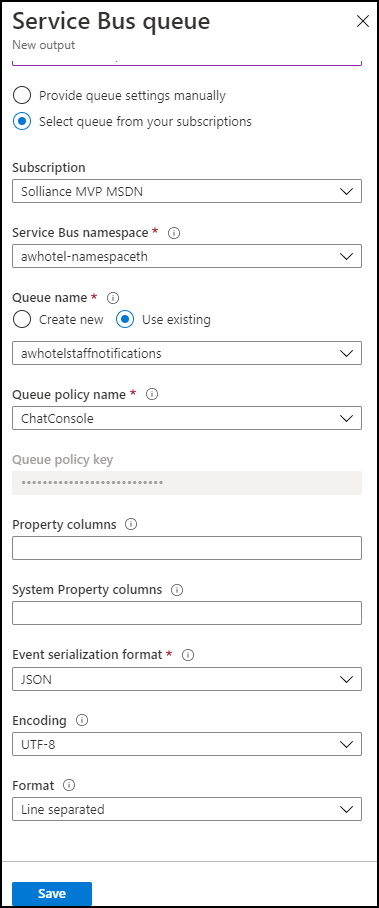 Service Bus queue
New output
Provide queue settings manually
Select queue from your subscriptions
Subscription
Solliance MVP MSDN
Service Bus namespace *
awhotel-namespaceth
Queue name *
Create new Use existing
awhotelstaffnotifications
Queue policy name *
ChatConsole
Queue policy key
•••••••••••••••••••••••••••
Property columns
System Property columns
Event serialization format *
JSON
Encoding
UTF-8
Format
Line separated
Save